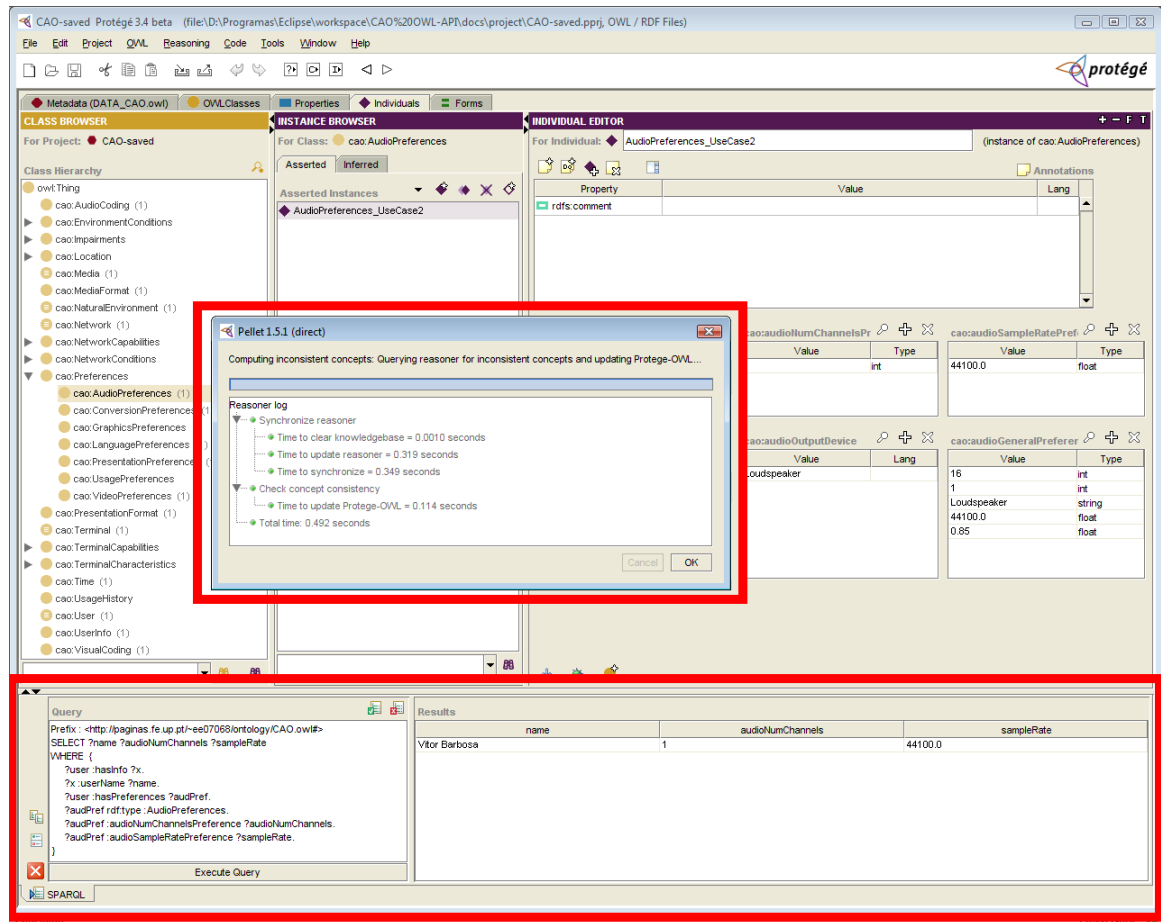 CAO-saved Protégé 3.4 beta (file:\D:\Programas\Eclipse\workspace\CAO%20OWL-API\docs\project\CAO-saved.pprj, OWL / RDF Files)
File Edit Project OWL Reasoning Code Tools Window Help
protégé
Metadata (DATA_CAO.owl) OWLClasses Properties Individuals Forms
CLASS BROWSER
For Project: CAO-saved
Class Hierarchy
owl:Thing
cao:AudioCoding (1)
cao:EnvironmentConditions
cao:Impairments
cao:Location
cao:Media (1)
cao:MediaFormat (1)
cao:NaturalEnvironment (1)
cao:Network (1)
cao:NetworkCapabilities
cao:NetworkConditions
cao:Preferences
cao:AudioPreferences (1)
cao:ConversionPreferences (1
cao:GraphicsPreferences
cao:LanguagePreferences )
cao:PresentationPreference (
cao:UsagePreferences
cao:VideoPreferences (1)
cao:PresentationFormat (1)
cao:Terminal (1)
cao:TerminalCapabilities
cao:TerminalCharacteristics
cao:Time (1)
cao:UsageHistory
cao:User (1)
cao:UserInfo (1)
cao:VisualCoding (1)
INSTANCE BROWSER
For Class: cao:AudioPreferences
Asserted Inferred
Asserted Instances
AudioPreferences_UseCase2
INDIVIDUAL EDITOR + − F T
For Individual: AudioPreferences_UseCase2 (instance of cao:AudioPreferences)
Annotations
Property Value Lang
rdfs:comment
cao:audioNumChannelsPr
Value Type
int
cao:audioSampleRatePref
Value Type
44100.0 float
cao:audioOutputDevice
Value Lang
Loudspeaker
cao:audioGeneralPreferer
Value Type
16 int
1 int
Loudspeaker string
44100.0 float
0.85 float
Pellet 1.5.1 (direct)
Computing inconsistent concepts: Querying reasoner for inconsistent concepts and updating Protege-OWL...
Reasoner log
Synchronize reasoner
Time to clear knowledgebase = 0.0010 seconds
Time to update reasoner = 0.319 seconds
Time to synchronize = 0.349 seconds
Check concept consistency
Time to update Protege-OWL = 0.114 seconds
Total time: 0.492 seconds
Cancel OK
Query
Prefix : <http://paginas.fe.up.pt/~ee07068/ontology/CAO.owl#>
SELECT ?name ?audioNumChannels ?sampleRate
WHERE {
?user :hasInfo ?x.
?x :userName ?name.
?user :hasPreferences ?audPref.
?audPref rdf:type :AudioPreferences.
?audPref :audioNumChannelsPreference ?audioNumChannels.
?audPref :audioSampleRatePreference ?sampleRate.
}
Execute Query
SPARQL
Results
name audioNumChannels sampleRate
Vitor Barbosa 1 44100.0